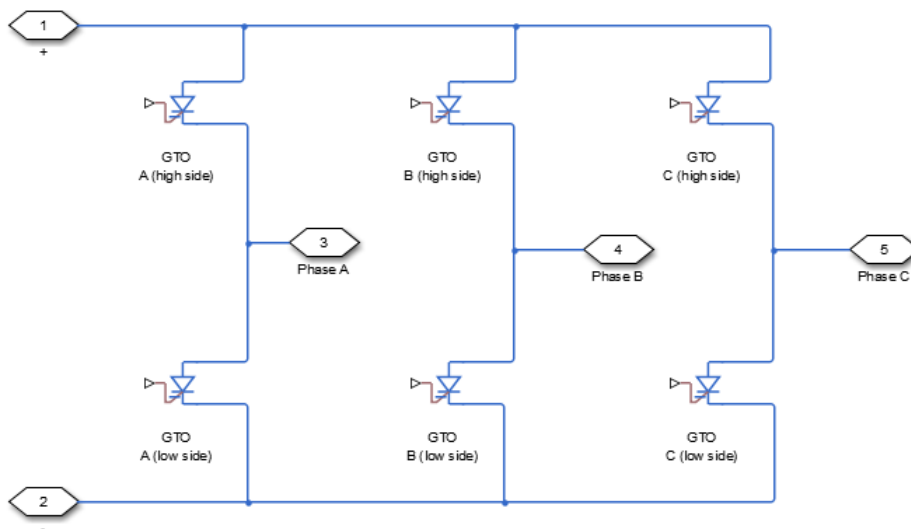 1
+
GTO
A (high side)
GTO
B (high side)
GTO
C (high side)
3
Phase A
4
Phase B
5
Phase C
GTO
A (low side)
GTO
B (low side)
GTO
C (low side)
2